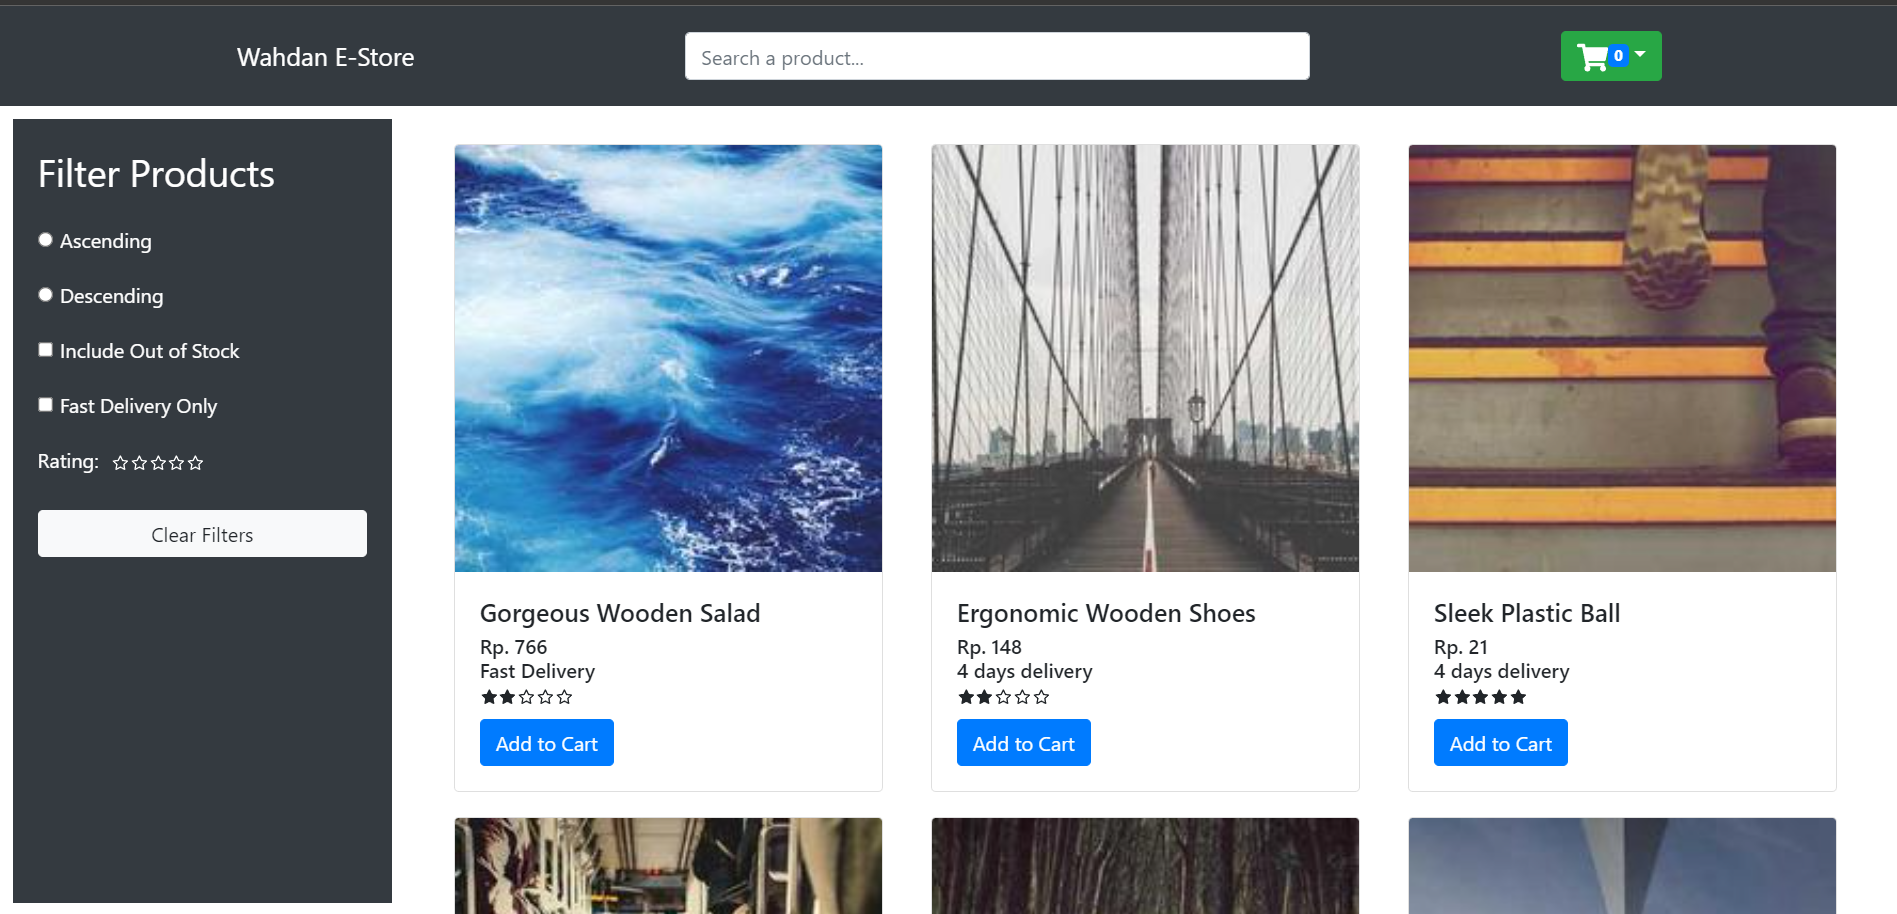 Wahdan E-Store
Search a product...
0
Filter Products
Ascending
Descending
Include Out of Stock
Fast Delivery Only
Rating:
Clear Filters
Gorgeous Wooden Salad
Rp. 766
Fast Delivery
Add to Cart
Ergonomic Wooden Shoes
Rp. 148
4 days delivery
Add to Cart
Sleek Plastic Ball
Rp. 21
4 days delivery
Add to Cart